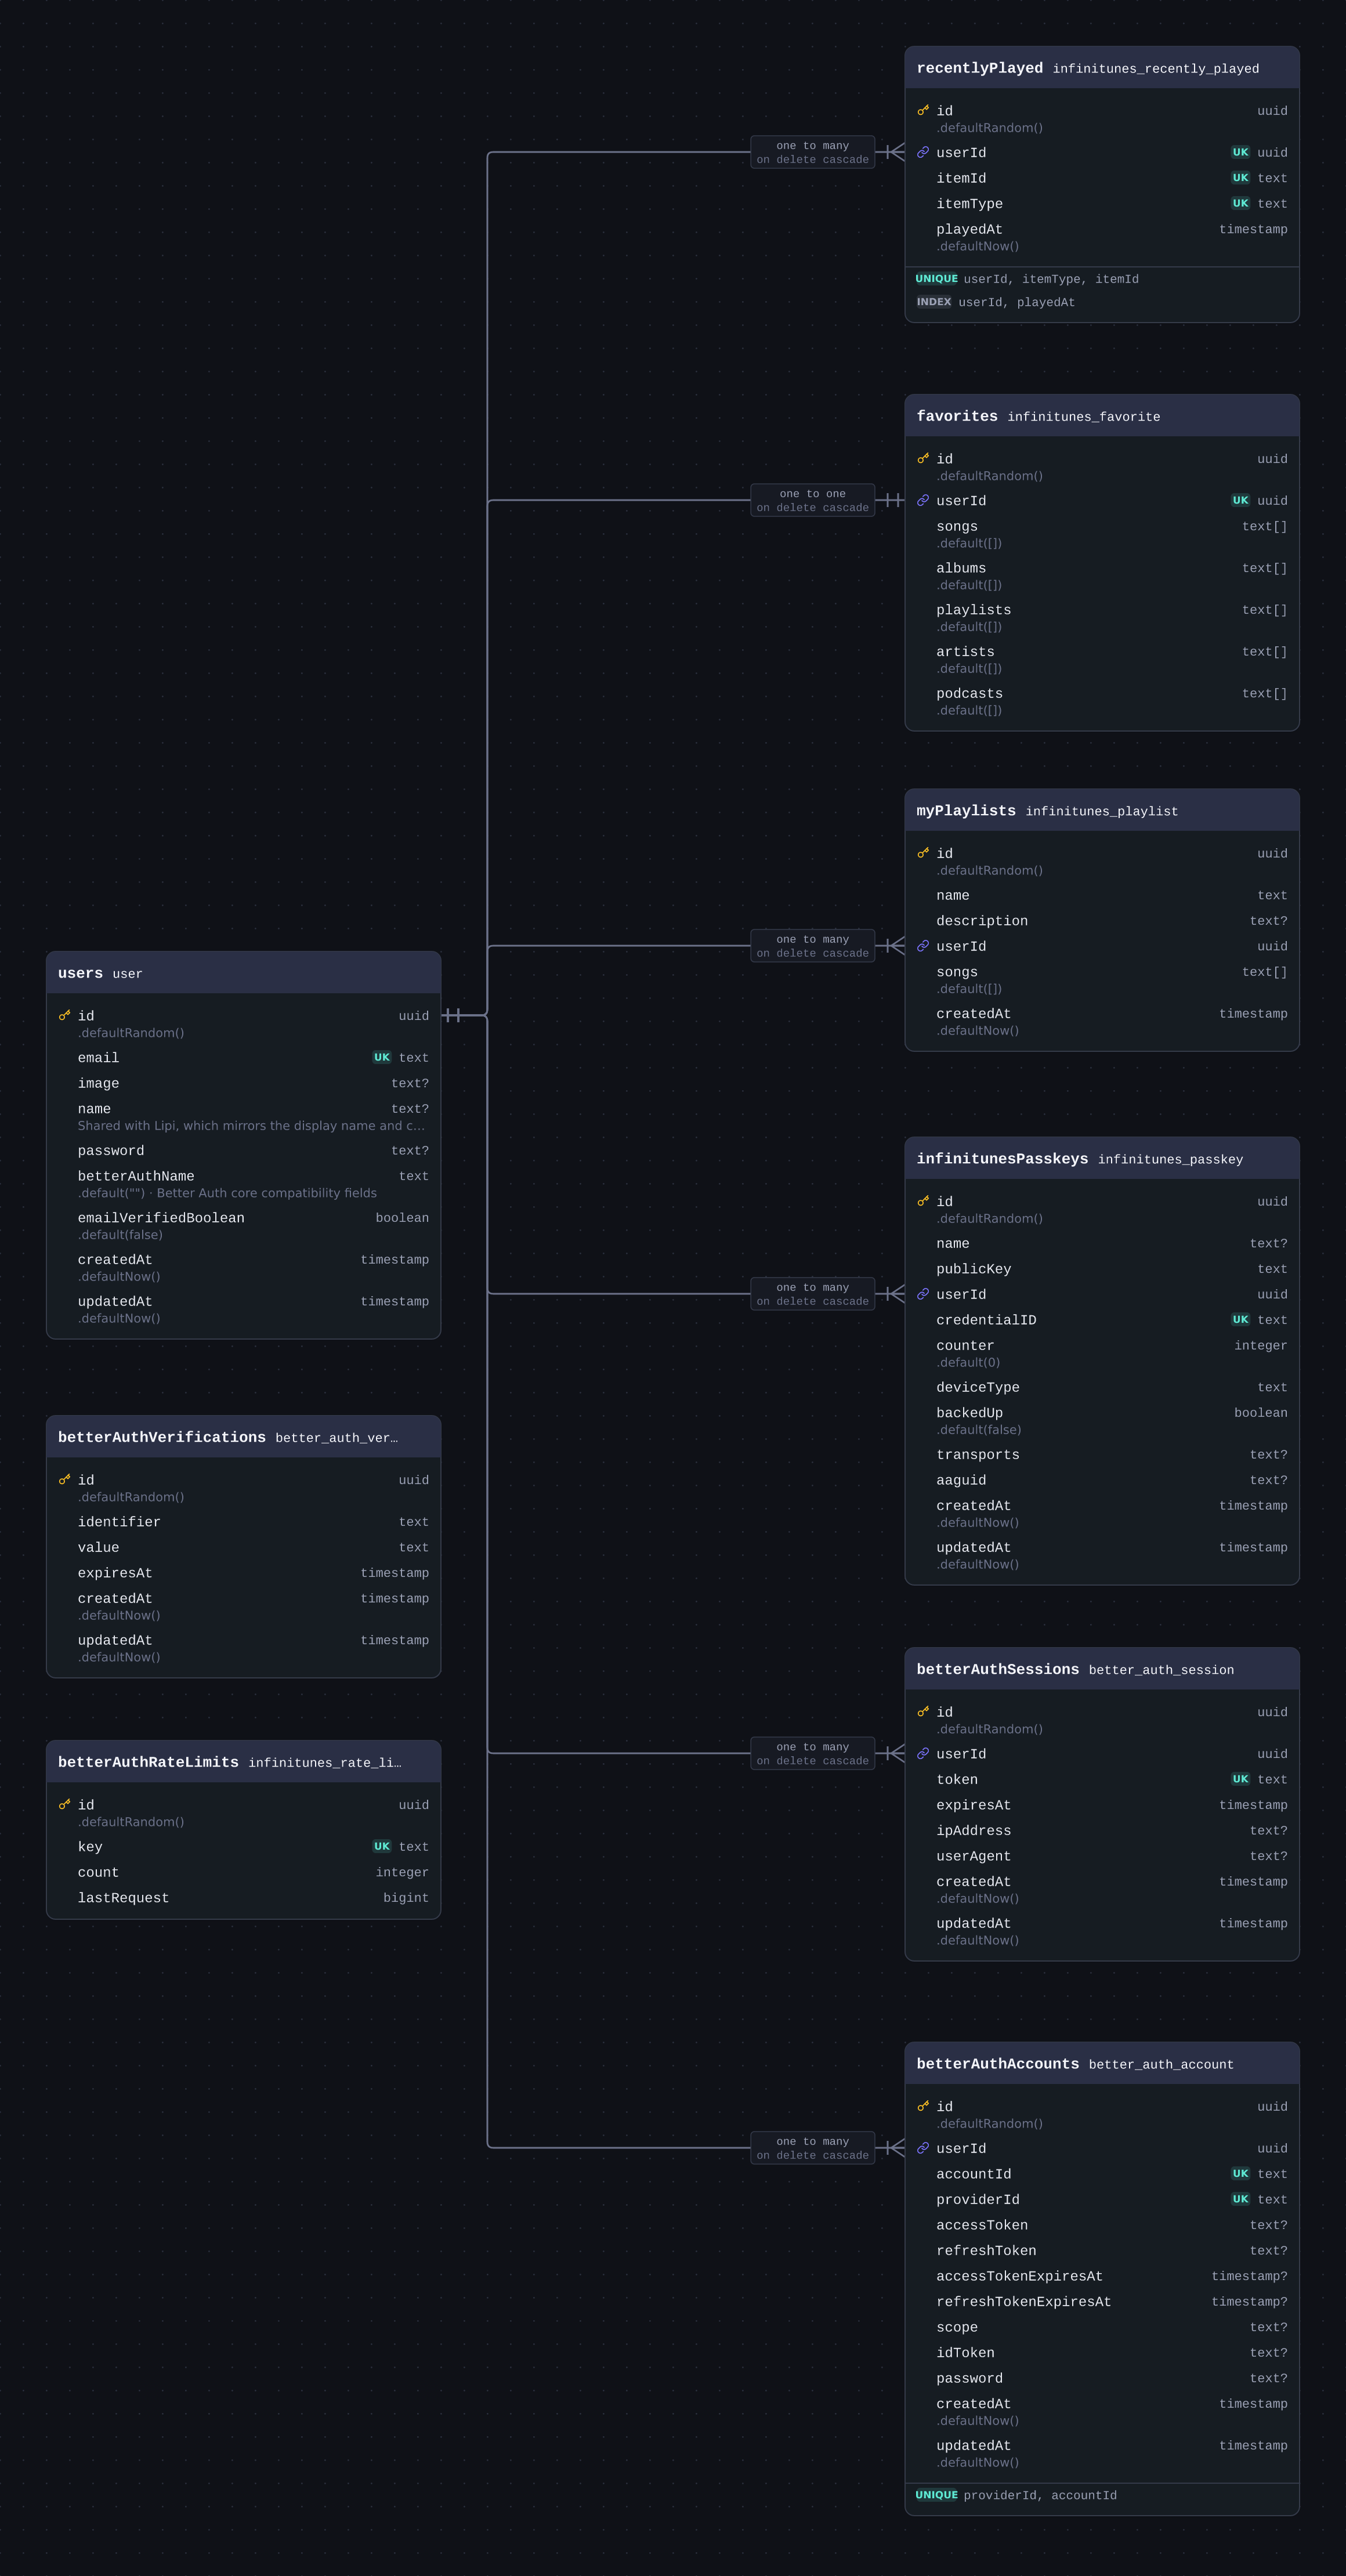 recentlyPlayed infinitunes_recently_played
id uuid
.defaultRandom()
userId UK uuid
itemId UK text
itemType UK text
playedAt timestamp
.defaultNow()
UNIQUE userId, itemType, itemId
INDEX userId, playedAt
one to many
on delete cascade
favorites infinitunes_favorite
id uuid
.defaultRandom()
userId UK uuid
songs text[]
.default([])
albums text[]
.default([])
playlists text[]
.default([])
artists text[]
.default([])
podcasts text[]
.default([])
one to one
on delete cascade
myPlaylists infinitunes_playlist
id uuid
.defaultRandom()
name text
description text?
userId uuid
songs text[]
.default([])
createdAt timestamp
.defaultNow()
one to many
on delete cascade
users user
id uuid
.defaultRandom()
email UK text
image text?
name text?
Shared with Lipi, which mirrors the display name and c…
password text?
betterAuthName text
.default("") · Better Auth core compatibility fields
emailVerifiedBoolean boolean
.default(false)
createdAt timestamp
.defaultNow()
updatedAt timestamp
.defaultNow()
infinitunesPasskeys infinitunes_passkey
id uuid
.defaultRandom()
name text?
publicKey text
userId uuid
credentialID UK text
counter integer
.default(0)
deviceType text
backedUp boolean
.default(false)
transports text?
aaguid text?
createdAt timestamp
.defaultNow()
updatedAt timestamp
.defaultNow()
one to many
on delete cascade
betterAuthVerifications better_auth_ver…
id uuid
.defaultRandom()
identifier text
value text
expiresAt timestamp
createdAt timestamp
.defaultNow()
updatedAt timestamp
.defaultNow()
betterAuthSessions better_auth_session
id uuid
.defaultRandom()
userId uuid
token UK text
expiresAt timestamp
ipAddress text?
userAgent text?
createdAt timestamp
.defaultNow()
updatedAt timestamp
.defaultNow()
one to many
on delete cascade
betterAuthRateLimits infinitunes_rate_li…
id uuid
.defaultRandom()
key UK text
count integer
lastRequest bigint
betterAuthAccounts better_auth_account
id uuid
.defaultRandom()
userId uuid
accountId UK text
providerId UK text
accessToken text?
refreshToken text?
accessTokenExpiresAt timestamp?
refreshTokenExpiresAt timestamp?
scope text?
idToken text?
password text?
createdAt timestamp
.defaultNow()
updatedAt timestamp
.defaultNow()
UNIQUE providerId, accountId
one to many
on delete cascade